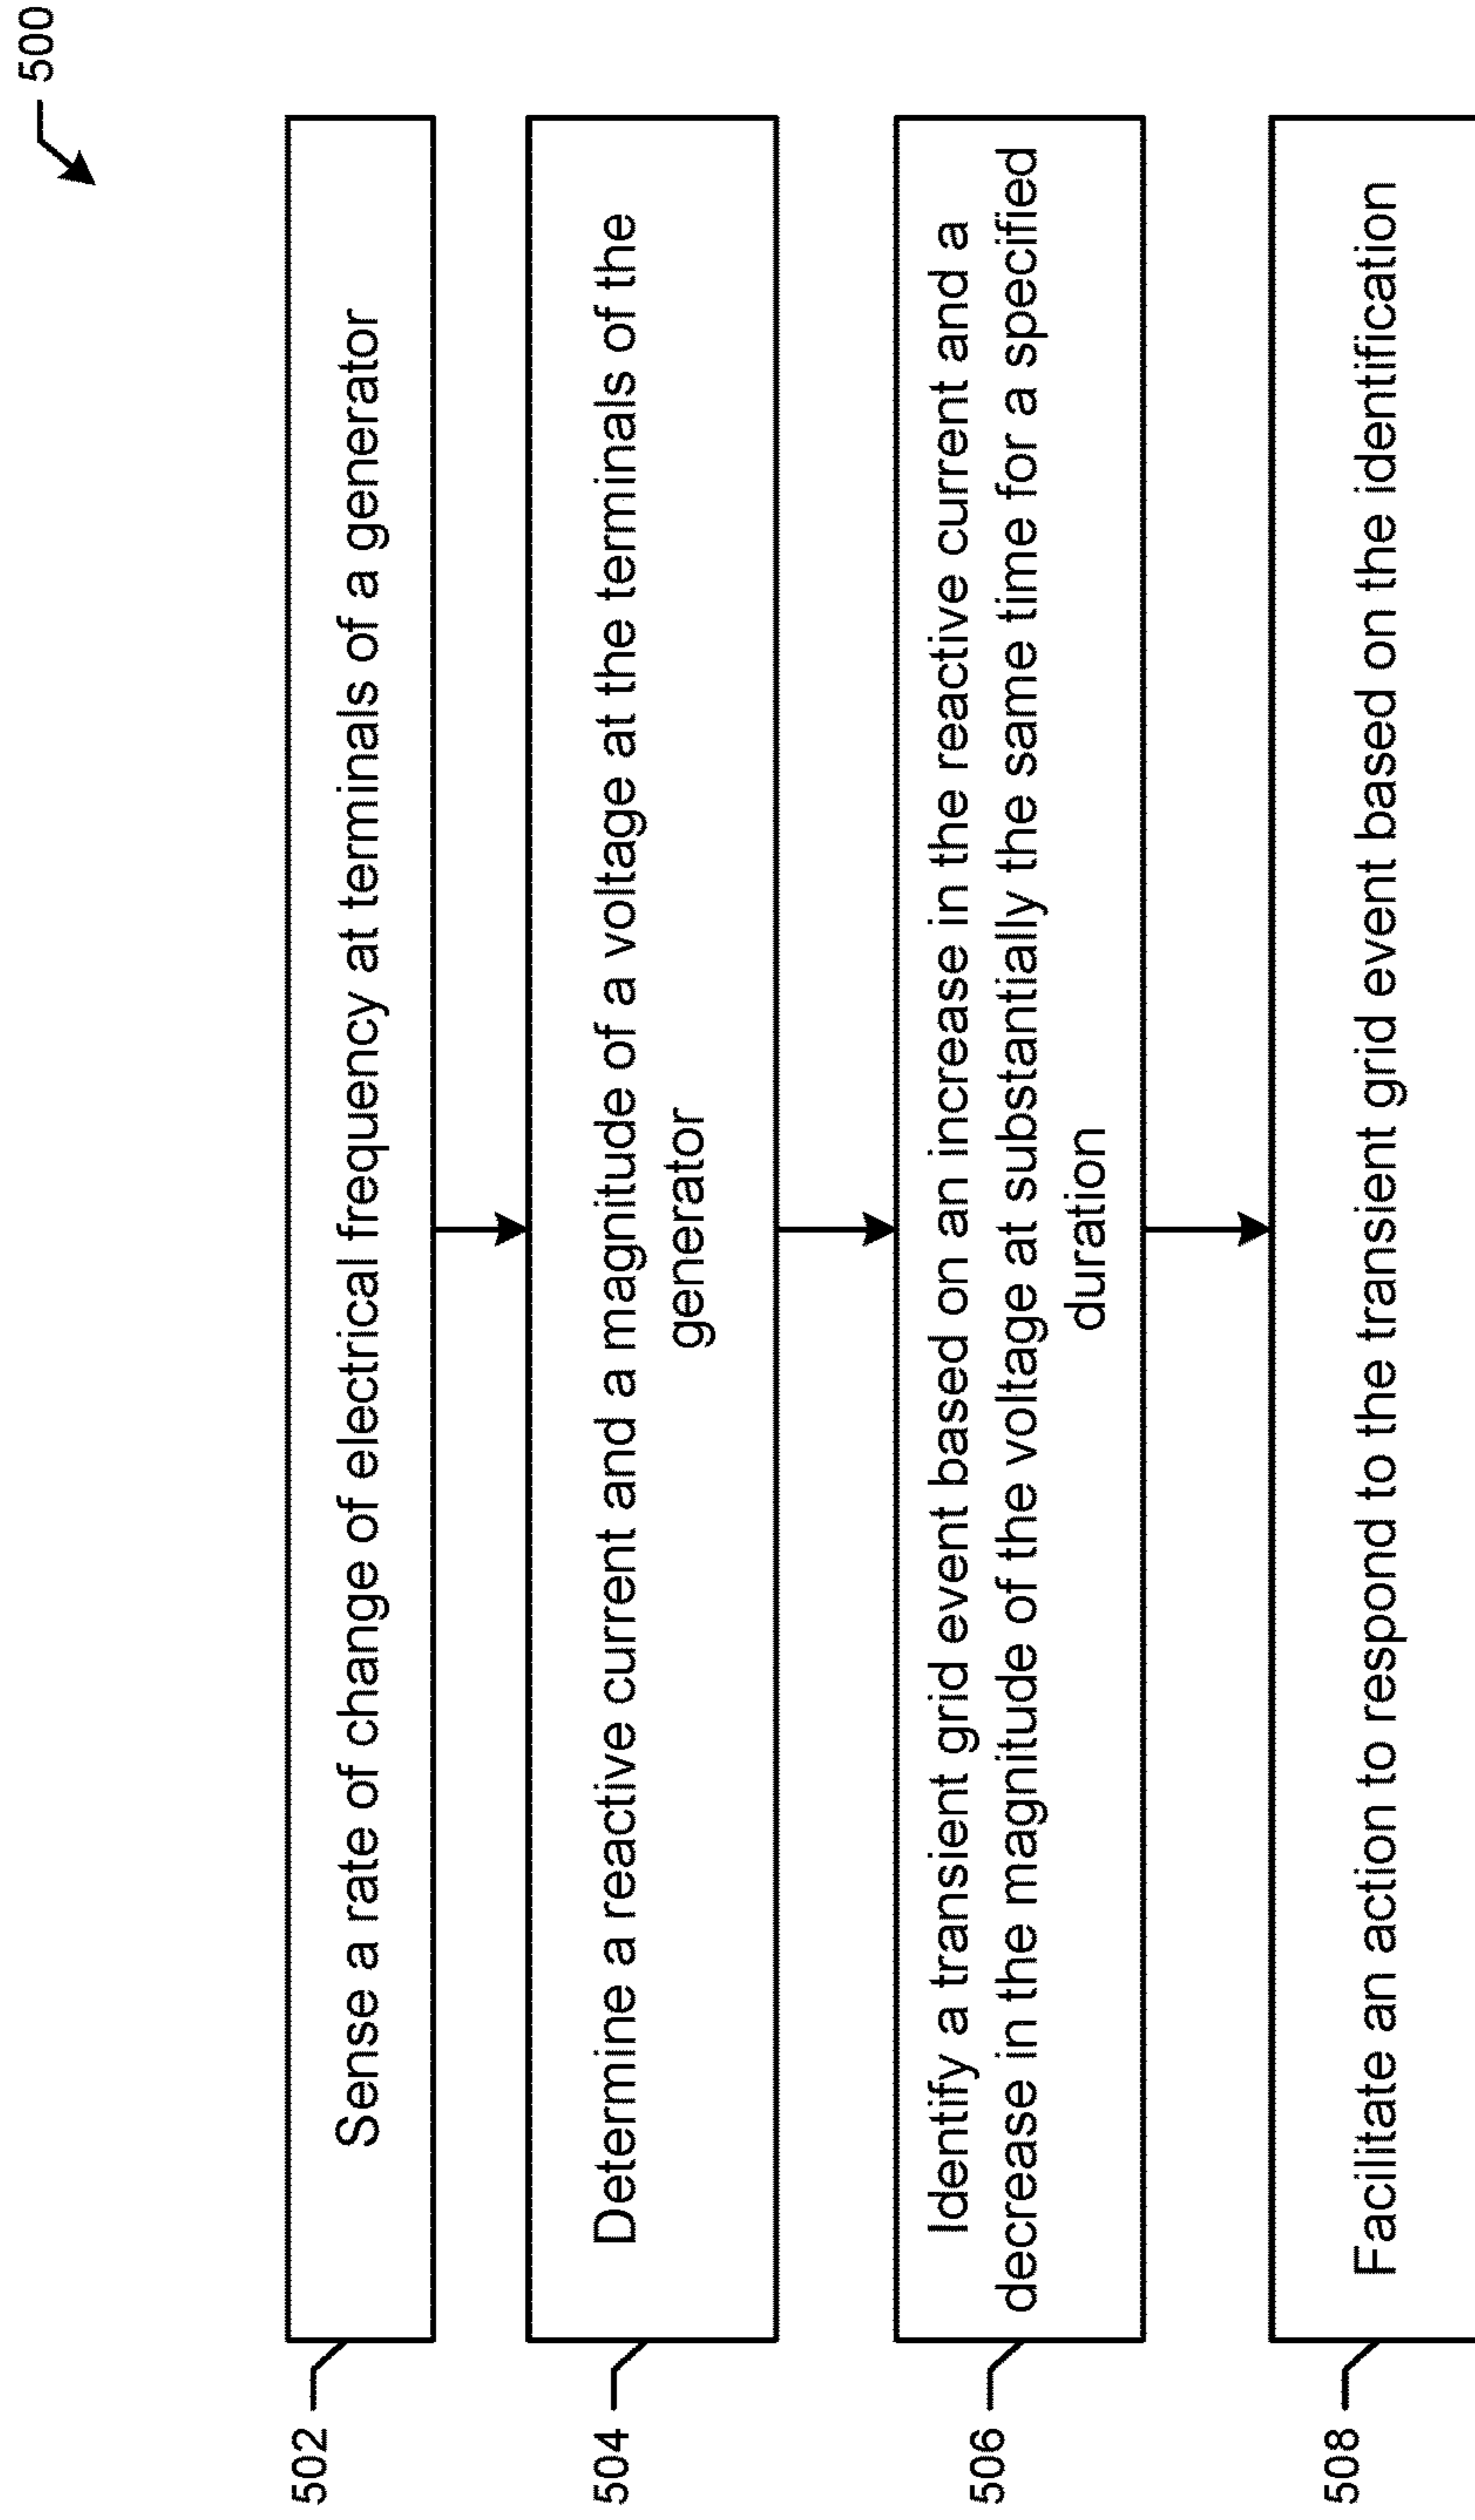 500
502
Sense a rate of change of electrical frequency at terminals of a generator
504
Determine a reactive current and a magnitude of a voltage at the terminals of the
generator
506
Identify a transient grid event based on an increase in the reactive current and a
decrease in the magnitude of the voltage at substantially the same time for a specified
duration
508
Facilitate an action to respond to the transient grid event based on the identification